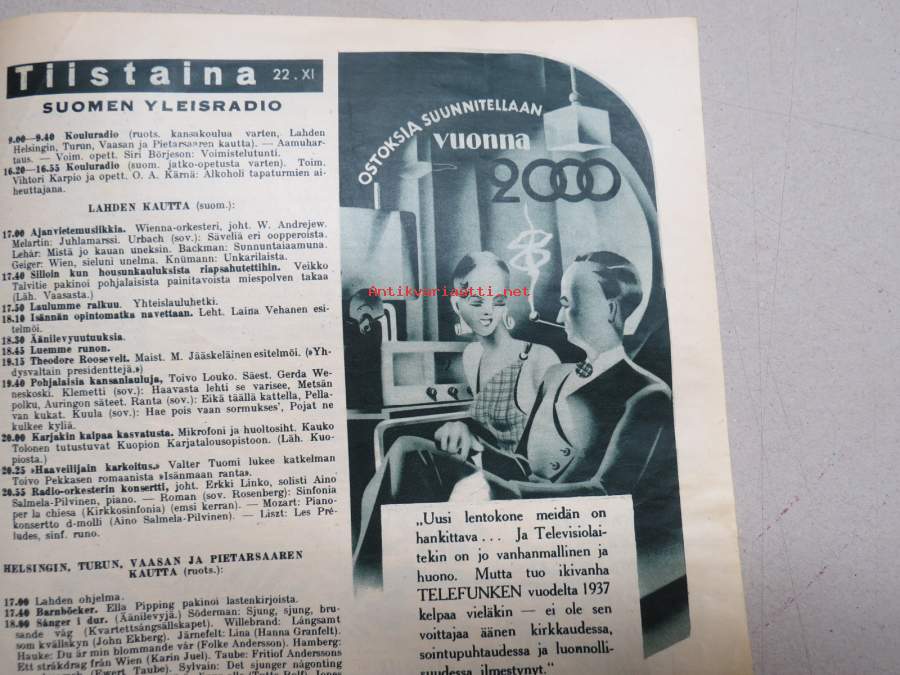 Tiistaina 22.XI
SUOMEN YLEISRADIO
9.00—9.40 Kouluradio (ruots. kansakoulua varten, Lahden
Helsingin, Turun, Vaasan ja Pietarsaaren kautta). — Aamuhar-
taus. — Voim. opett. Siri Börjeson: Voimistelutunti.
16.20—16.55 Kouluradio (suom. jatko-opetusta varten). Toim.
Vihtori Karpio ja opett. O. A. Kärnä: Alkoholi tapaturmien ai-
heuttajana.
LAHDEN KAUTTA (suom.):
17.00 Ajanvietemusiikkia. Wienna-orkesteri, joht. W. Andrejew.
Melartin: Juhlamarssi. Urbach (sov.): Säveliä eri oopperoista.
Lehár: Mistä jo kauan uneksin. Backman: Sunnuntaiaamuna.
Geiger: Wien, sieluni unelma. Knümann: Unkarilaista.
17.40 Silloin kun housunkauluksista riapsahutettihin. Veikko
Taivitie pakinoi pohjalaisista painitavoista miespolven takaa
(Läh. Vaasasta.)
17.50 Laulumme raikuu. Yhteislauluhetki.
18.10 Isännän opintomatka navettaan. Leht. Laina Vehanen esi-
telmöi.
18.30 Äänilevyuutuuksia.
18.45 Luemme runon.
19.15 Theodore Roosevelt. Maist. M. Jääskeläinen esitelmöi. (»Yh-
dysvaltain presidenttejä.»)
19.40 Pohjalaisia kansanlauluja, Toivo Louko. Säest. Gerda We-
neskoski. Klemetti (sov.): Haavasta lehti se varisee, Metsän
polku, Auringon säteet. Ranta (sov.): Eikä täällä kattella, Pella-
van kukat. Kuula (sov.): Hae pois vaan sormukses', Pojat ne
kulkee kyliä.
20.00 Karjakin kaipaa kasvatusta. Mikrofoni ja huoltosiht. Kauko
Tolonen tutustuvat Kuopion Karjatalousopistoon. (Läh. Kuo-
piosta.)
20.25 »Haaveilijain karkoitus.» Valter Tuomi lukee katkelman
Toivo Pekkasen romaanista »Isänmaan ranta».
20.55 Radio-orkesterin konsertti, joht. Erkki Linko, solisti Aino
Salmela-Pilvinen, piano. — Roman (sov. Rosenberg): Sinfonia
per la chiesa (Kirkkosinfonia) (emsi kerran). — Mozart: Piano-
konsertto d-molli (Aino Salmela-Pilvinen). — Liszt: Les Pré-
ludes, sinf. runo.
HELSINGIN, TURUN, VAASAN JA PIETARSAAREN
KAUTTA (ruots.):
17.00 Lahden ohjelma.
17.40 Barnböcker. Ella Pipping pakinoi lastenkirjoista.
18.00 Sånger i dur. (Äänilevyjä.) Söderman: Sjung, sjung, bru-
sande våg (Kvartettsångsällskapet). Willebrand: Långsamt
som kvällskyn (John Ekberg). Järnefelt: Lina (Hanna Granfelt).
Hauke: Du är min blommande vår (Folke Andersson). Hamberg:
Ett stråkdrag från Wien (Karin Juel). Taube: Fritiof Anderssons
(Evert Taube). Sylvain: Det sjunger någonting
OSTOKSIA SUUNNITELLAAN
vuonna
2000
Antikvariaatti.net
„Uusi lentokone meidän on
hankittava... Ja Televisiolai-
tekin on jo vanhanmallinen ja
huono. Mutta tuo ikivanha
TELEFUNKEN vuodelta 1937
kelpaa vieläkin — ei ole sen
voittajaa äänen kirkkaudessa,
sointupuhtaudessa ja luonnolli-
suudessa ilmestynyt."